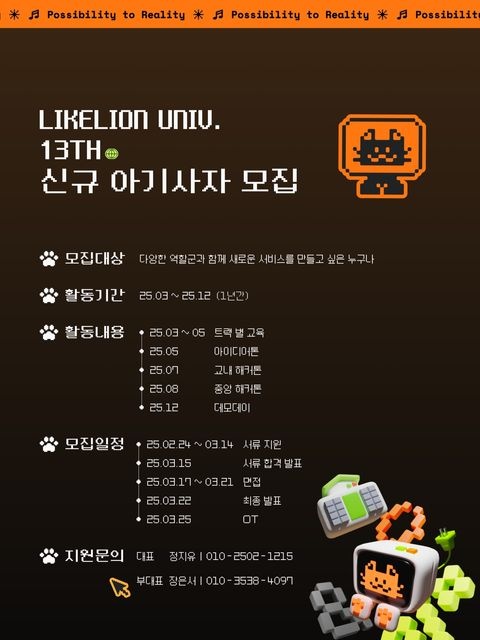 ✳ ♫ Possibility to Reality ✳ ♫ Possibility to Reality ✳ ♫ Possibility
LIKELION UNIV.
13TH
신규 아기사자 모집
모집대상 다양한 역할군과 함께 새로운 서비스를 만들고 싶은 누구나
활동기간 25.03 ~ 25.12 (1년간)
활동내용 25.03 ~ 05 트랙 별 교육
25.05 아이디어톤
25.07 교내 해커톤
25.08 중앙 해커톤
25.12 데모데이
모집일정 25.02.24 ~ 03.14 서류 지원
25.03.15 서류 합격 발표
25.03.17 ~ 03.21 면접
25.03.22 최종 발표
25.03.25 OT
지원문의 대표 정지유 | 010-2502-1215
부대표 장은서 | 010-3538-4097